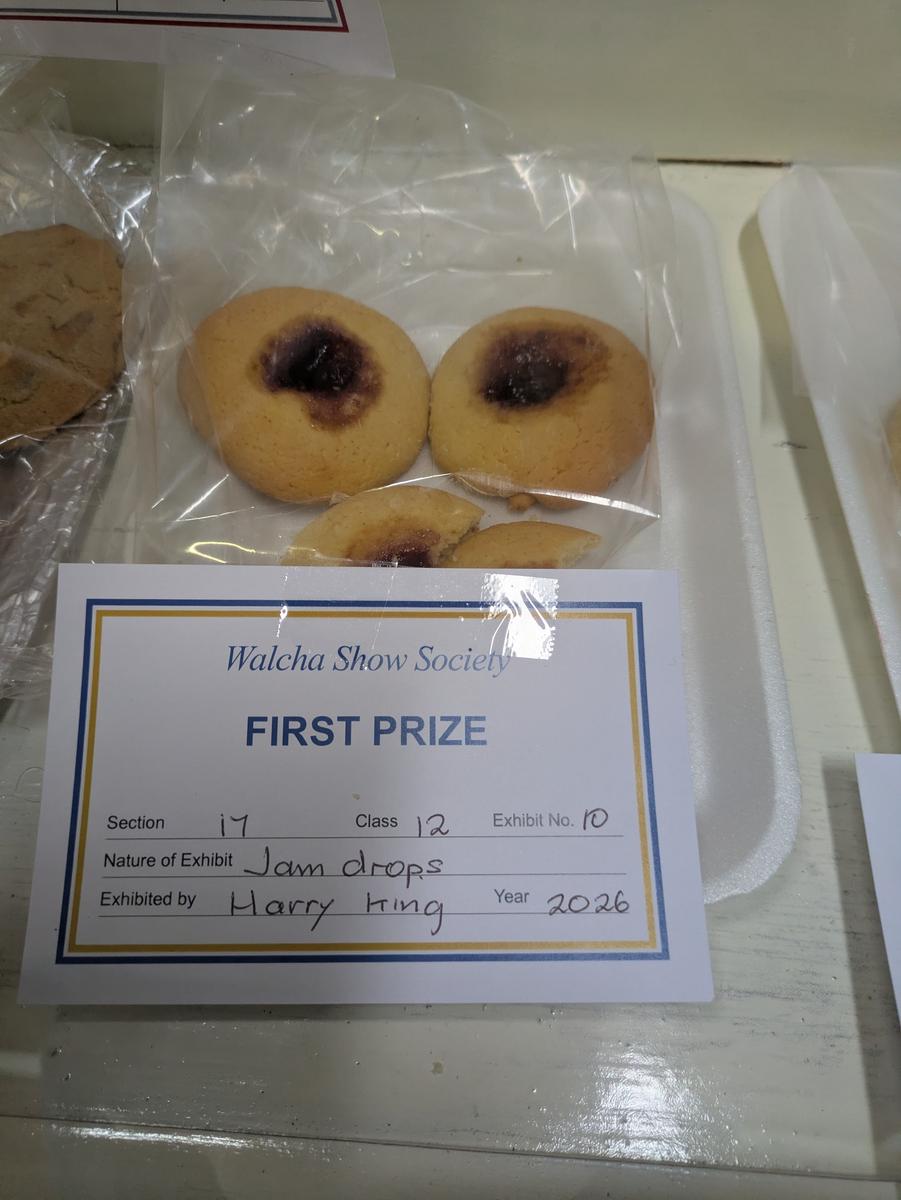 Walcha Show Society
FIRST PRIZE
Section 17 Class 12 Exhibit No. 10
Nature of Exhibit Jam drops
Exhibited by Harry King Year 2026